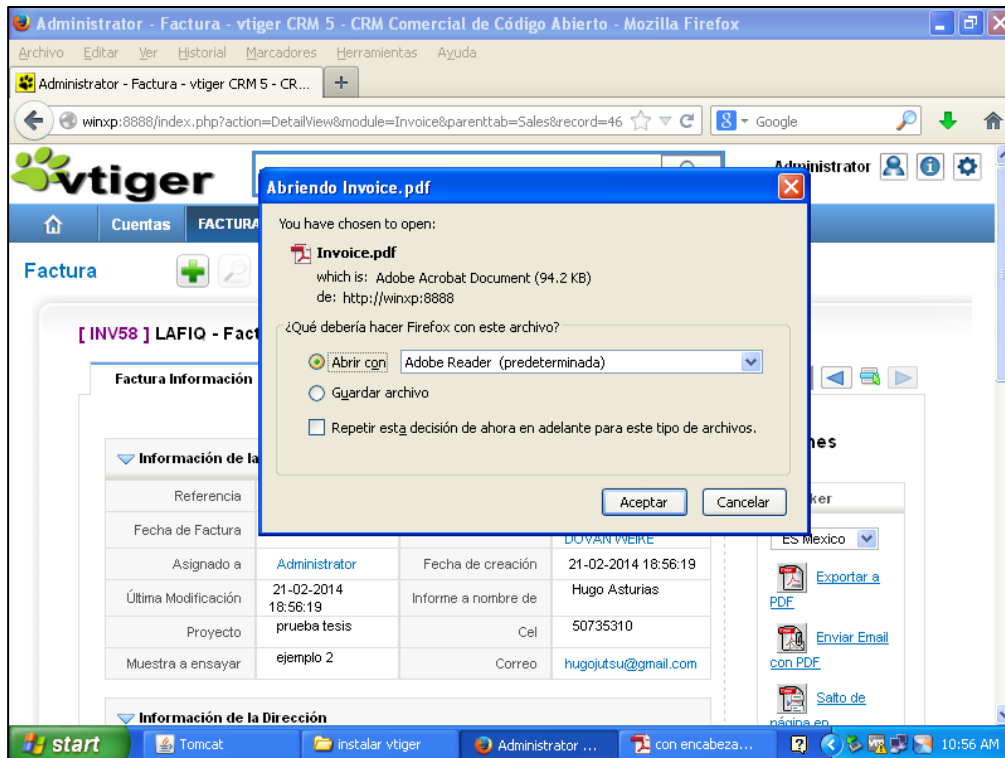 Administrator - Factura - vtiger CRM 5 - CRM Comercial de Código Abierto - Mozilla Firefox
Archivo Editar Ver Historial Marcadores Herramientas Ayuda
Administrator - Factura - vtiger CRM 5 - CR...
winxp:8888/index.php?action=DetailView&module=Invoice&parenttab=Sales&record=46 Google
vtiger Administrator
Abriendo Invoice.pdf
Cuentas FACTURA
You have chosen to open:
Invoice.pdf
which is: Adobe Acrobat Document (94.2 KB)
de: http://winxp:8888
Factura
¿Qué debería hacer Firefox con este archivo?
[ INV58 ] LAFIQ - Fact
Abrir con Adobe Reader (predeterminada)
Factura Información
Guardar archivo
Repetir esta decisión de ahora en adelante para este tipo de archivos.
nes
Información de la
Referencia
Aceptar Cancelar
ker
Fecha de Factura
DOVAN WEIKE
ES Mexico
Asignado a Administrator Fecha de creación 21-02-2014 18:56:19
Exportar a
PDF
Última Modificación 21-02-2014
18:56:19
Informe a nombre de Hugo Asturias
Proyecto prueba tesis Cel 50735310
Enviar Email
con PDF
Muestra a ensayar ejemplo 2 Correo hugojutsu@gmail.com
Salto de
página en
Información de la Dirección
start Tomcat instalar vtiger Administrator ... con encabeza... 10:56 AM